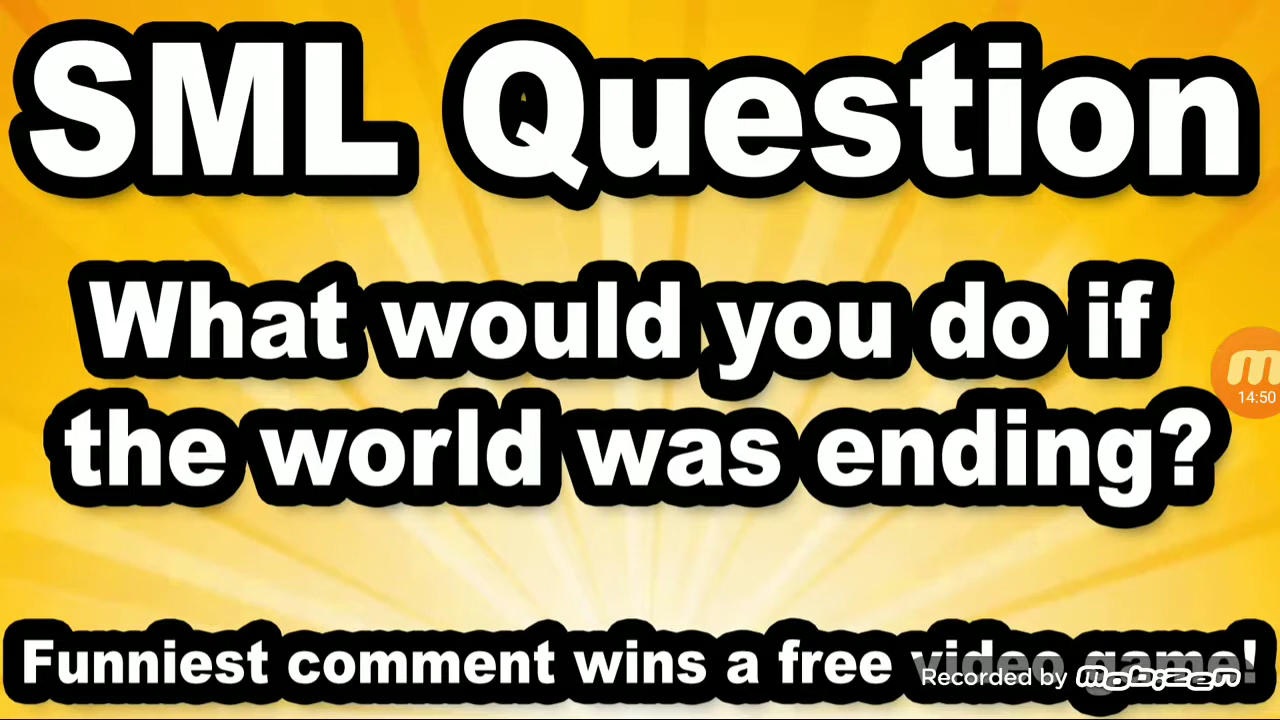 SML Question
What would you do if
the world was ending?
m
14:50
Funniest comment wins a free video game!
Recorded by mobizen